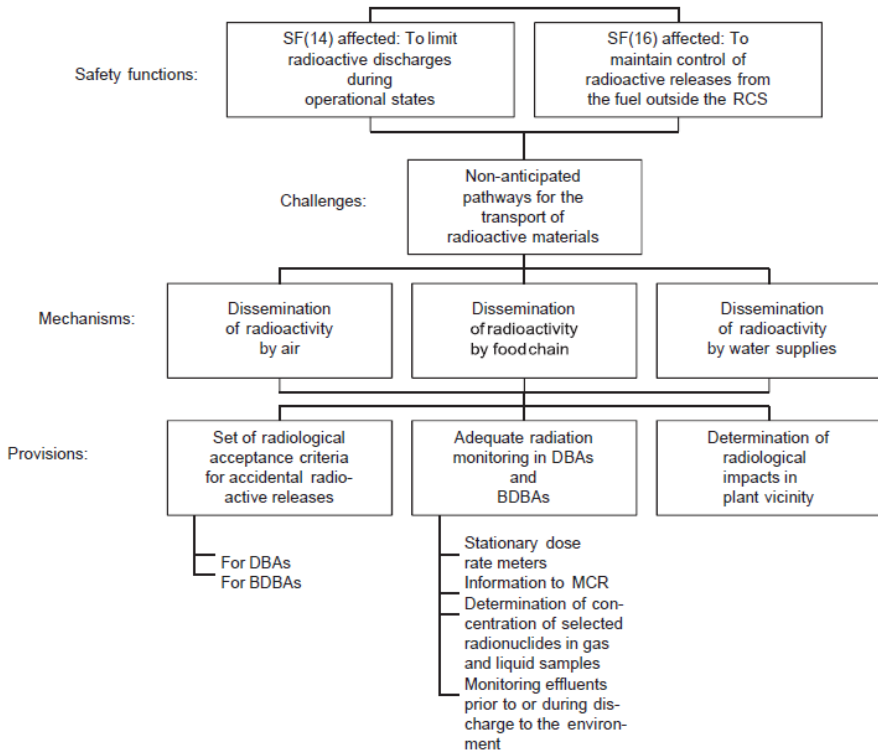 Safety functions:
SF(14) affected: To limit
radioactive discharges
during
operational states
SF(16) affected: To
maintain control of
radioactive releases from
the fuel outside the RCS
Challenges:
Non-anticipated
pathways for the
transport of
radioactive materials
Mechanisms:
Dissemination
of radioactivity
by air
Dissemination
of radioactivity
by food chain
Dissemination
of radioactivity
by water supplies
Provisions:
Set of radiological
acceptance criteria
for accidental radio-
active releases
Adequate radiation
monitoring in DBAs
and
BDBAs
Determination of
radiological
impacts in
plant vicinity
For DBAs
For BDBAs
Stationary dose
rate meters
Information to MCR
Determination of con-
centration of selected
radionuclides in gas
and liquid samples
Monitoring effluents
prior to or during dis-
charge to the environ-
ment